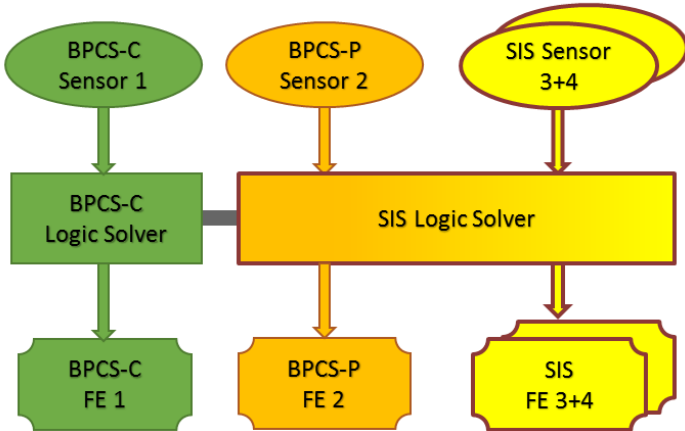 BPCS-C
Sensor 1
BPCS-P
Sensor 2
SIS Sensor
3+4
BPCS-C
Logic Solver
SIS Logic Solver
BPCS-C
FE 1
BPCS-P
FE 2
SIS
FE 3+4